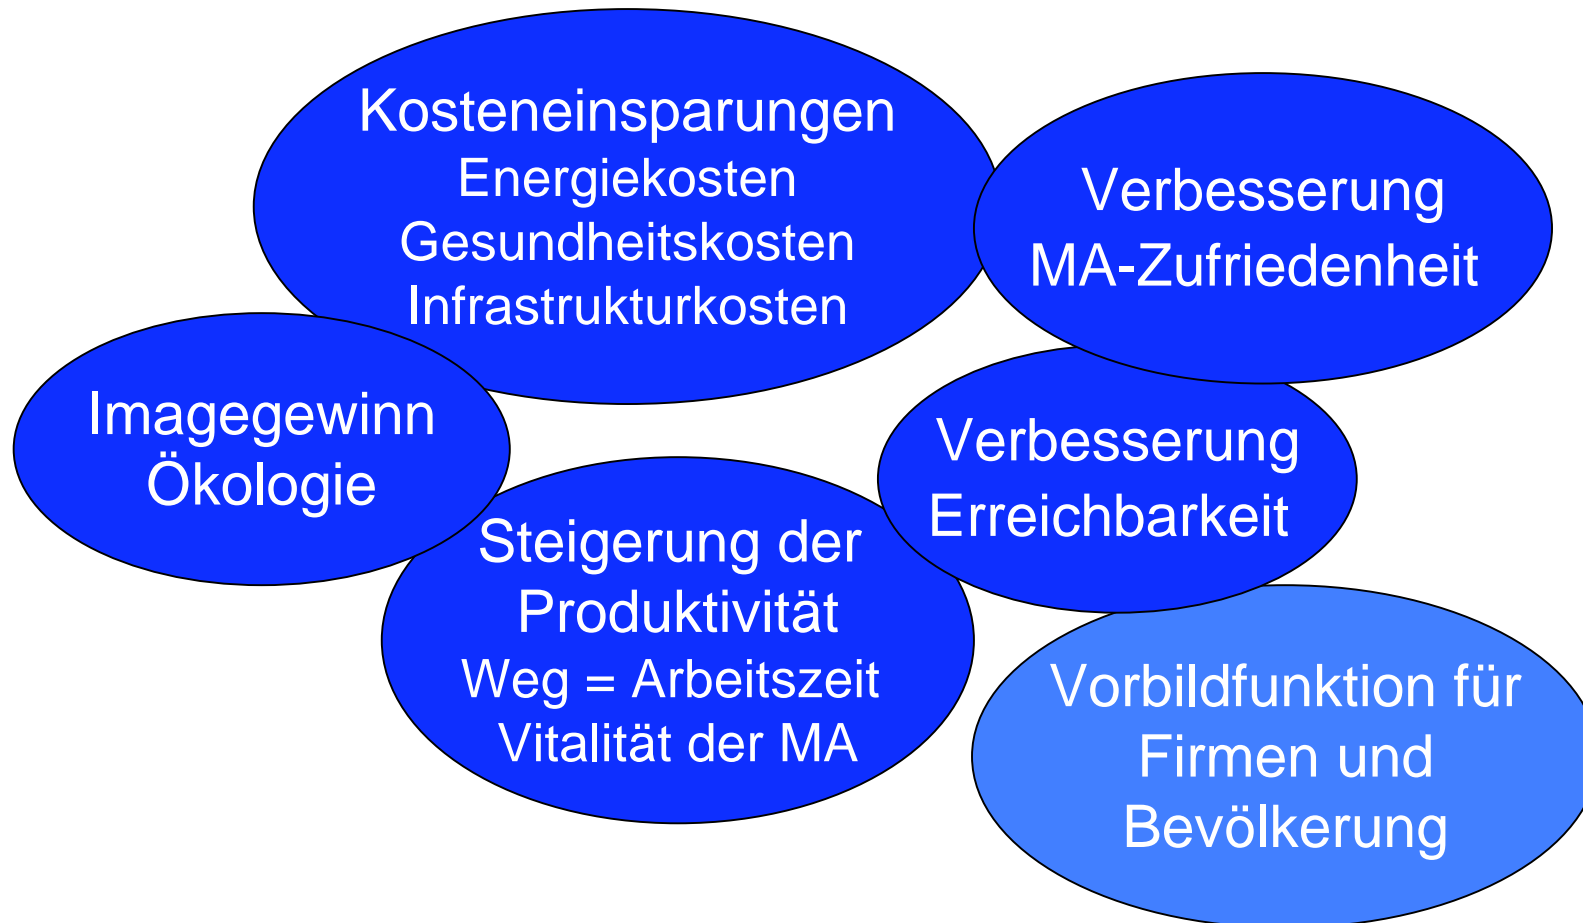 Kosteneinsparungen
Energiekosten
Gesundheitskosten
Infrastrukturkosten
Verbesserung
MA-Zufriedenheit
Imagegewinn
Ökologie
Verbesserung
Erreichbarkeit
Steigerung der
Produktivität
Weg = Arbeitszeit
Vitalität der MA
Vorbildfunktion für
Firmen und
Bevölkerung